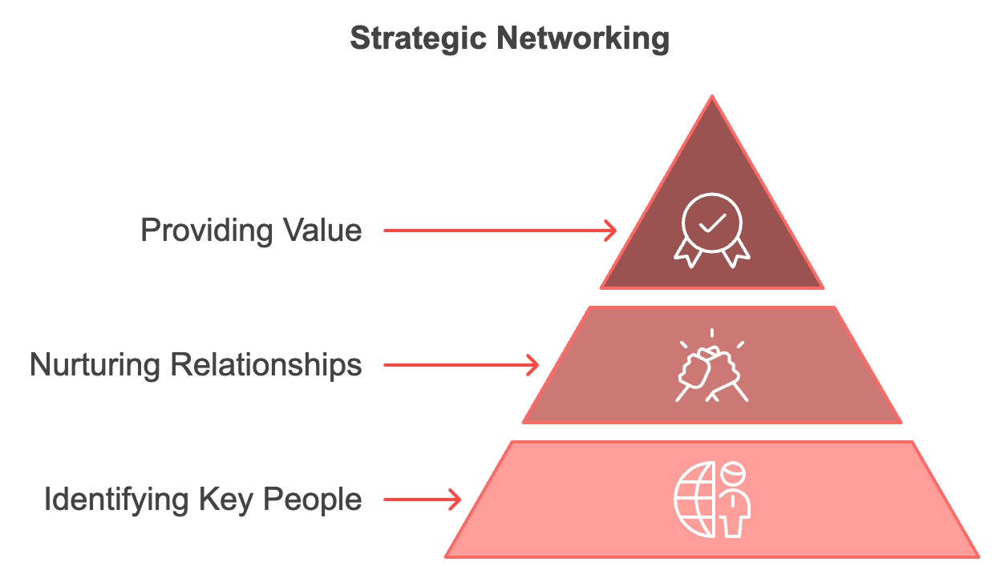 Strategic Networking
Providing Value
Nurturing Relationships
Identifying Key People